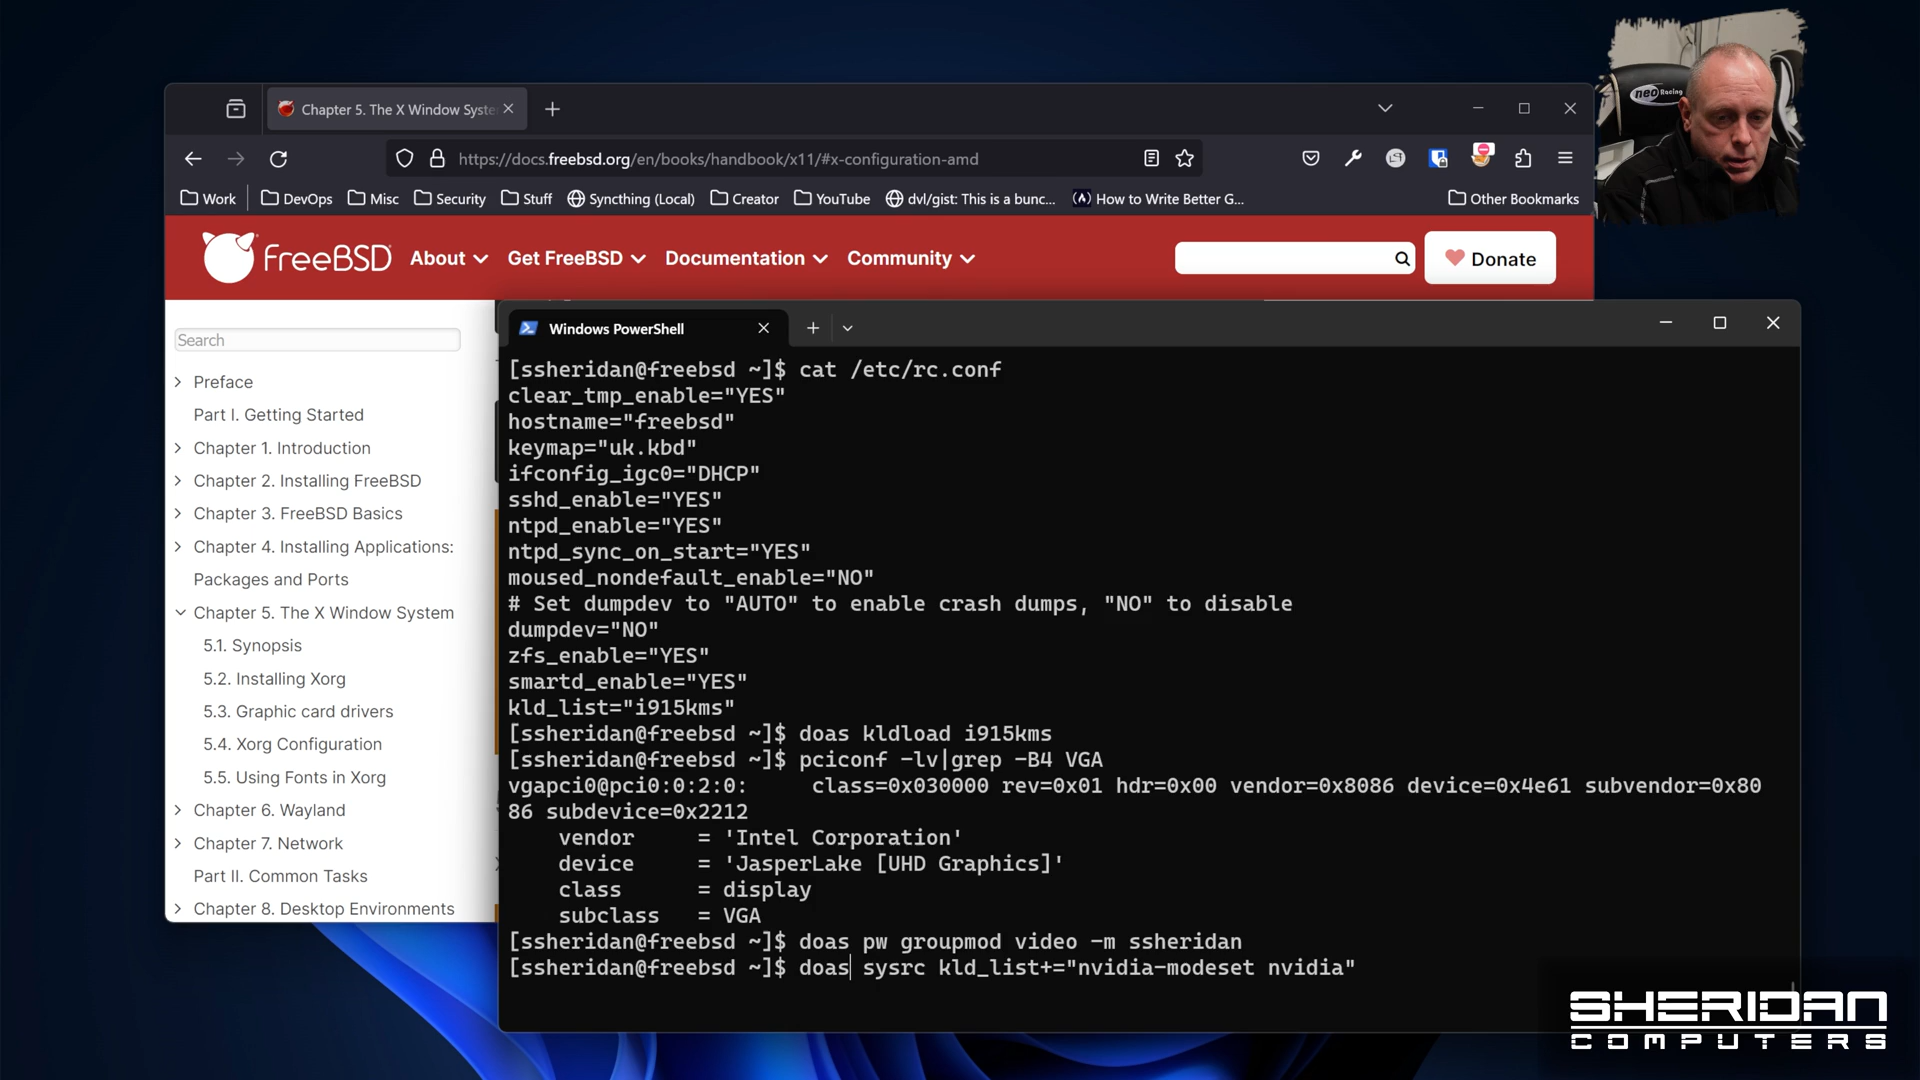 neo Racing
Chapter 5. The X Window Syste
https://docs.freebsd.org/en/books/handbook/x11/#x-configuration-amd
Work
DevOps
Misc
Security
Stuff
Syncthing (Local)
Creator
YouTube
dvl/gist: This is a bunc...
How to Write Better G...
Other Bookmarks
FreeBSD
About
Get FreeBSD
Documentation
Community
Donate
Search
Preface
Part I. Getting Started
Chapter 1. Introduction
Chapter 2. Installing FreeBSD
Chapter 3. FreeBSD Basics
Chapter 4. Installing Applications:
Packages and Ports
Chapter 5. The X Window System
5.1. Synopsis
5.2. Installing Xorg
5.3. Graphic card drivers
5.4. Xorg Configuration
5.5. Using Fonts in Xorg
Chapter 6. Wayland
Chapter 7. Network
Part II. Common Tasks
Chapter 8. Desktop Environments
Windows PowerShell
[ssheridan@freebsd ~]$ cat /etc/rc.conf
clear_tmp_enable="YES"
hostname="freebsd"
keymap="uk.kbd"
ifconfig_igc0="DHCP"
sshd_enable="YES"
ntpd_enable="YES"
ntpd_sync_on_start="YES"
moused_nondefault_enable="NO"
# Set dumpdev to "AUTO" to enable crash dumps, "NO" to disable
dumpdev="NO"
zfs_enable="YES"
smartd_enable="YES"
kld_list="i915kms"
[ssheridan@freebsd ~]$ doas kldload i915kms
[ssheridan@freebsd ~]$ pciconf -lv|grep -B4 VGA
vgapci0@pci0:0:2:0:     class=0x030000 rev=0x01 hdr=0x00 vendor=0x8086 device=0x4e61 subvendor=0x80
86 subdevice=0x2212
    vendor     = 'Intel Corporation'
    device     = 'JasperLake [UHD Graphics]'
    class      = display
    subclass   = VGA
[ssheridan@freebsd ~]$ doas pw groupmod video -m ssheridan
[ssheridan@freebsd ~]$ doas sysrc kld_list+="nvidia-modeset nvidia"
SHERIDAN
COMPUTERS